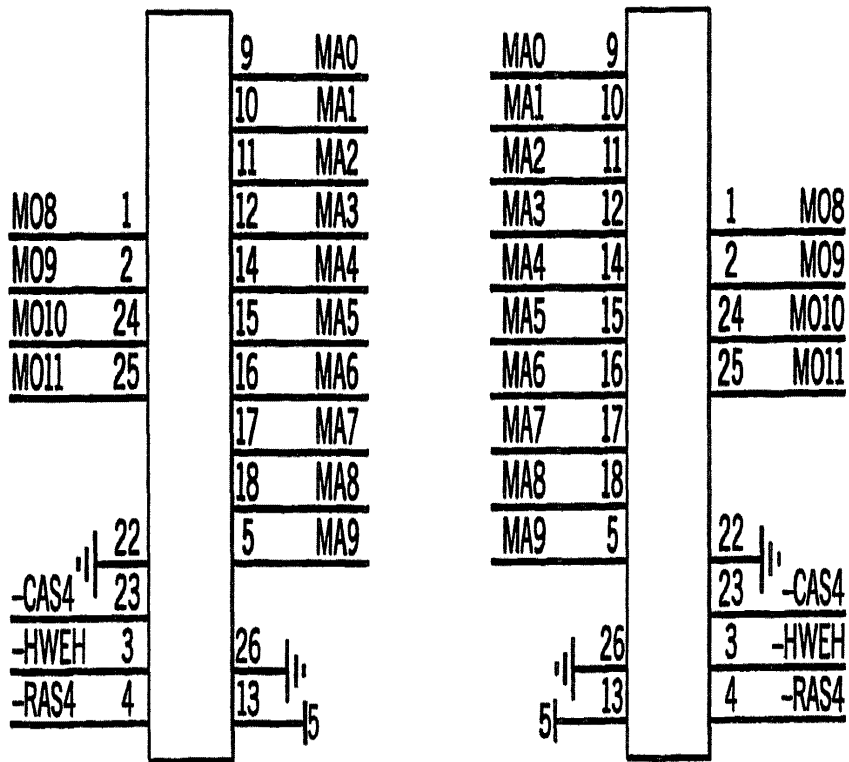 9 MA0
10 MA1
11 MA2
MO8 1
12 MA3
MO9 2
14 MA4
MO10 24
15 MA5
MO11 25
16 MA6
17 MA7
18 MA8
22
5 MA9
-CAS4 23
-HWEH 3
26
-RAS4 4
13 5
MA0 9
MA1 10
MA2 11
MA3 12
1 MO8
MA4 14
2 MO9
MA5 15
24 MO10
MA6 16
25 MO11
MA7 17
MA8 18
MA9 5
22
23 -CAS4
26
3 -HWEH
5 13
4 -RAS4